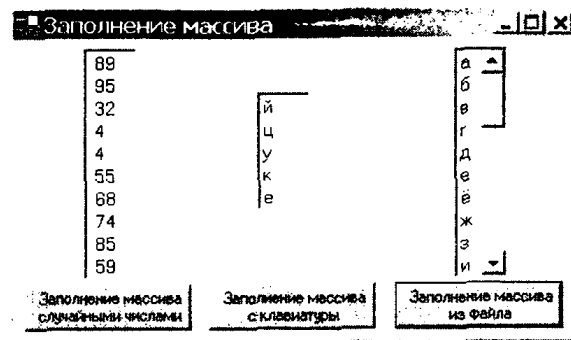 Заполнение массива
89
95
32
4
4
55
68
74
85
59
й
ц
у
к
е
а
б
в
г
д
е
ё
ж
з
и
Заполнение массива
случайными числами
Заполнение массива
с клавиатуры
Заполнение массива
из файла